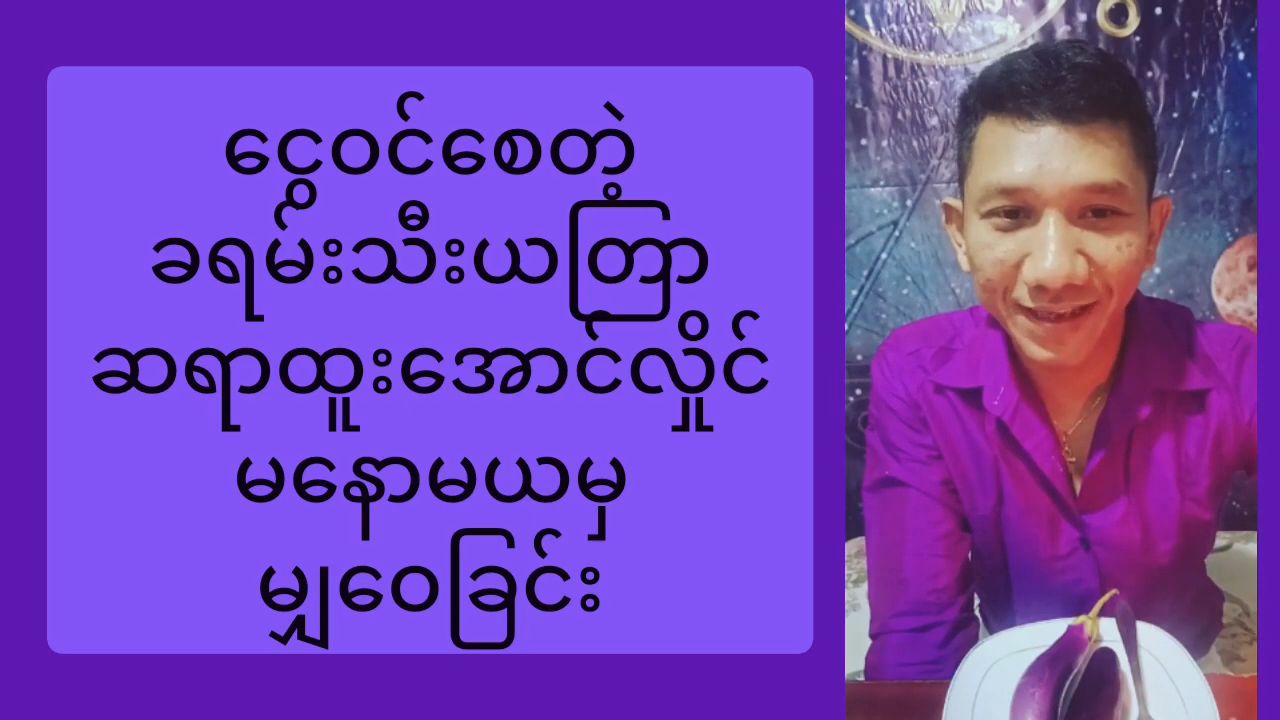 ငွေဝင်စေတဲ့
ခရမ်းသီးယတြာ
ဆရာထူးအောင်လှိုင်
မနောမယမှ
မျှဝေခြင်း